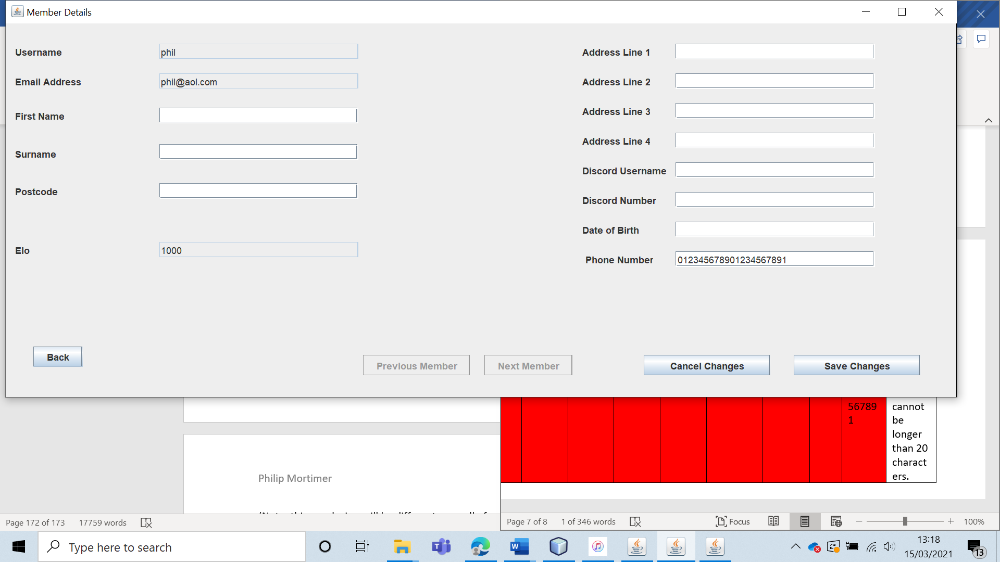 Member Details
Username
phil
Email Address
phil@aol.com
First Name
Surname
Postcode
Elo
1000
Address Line 1
Address Line 2
Address Line 3
Address Line 4
Discord Username
Discord Number
Date of Birth
Phone Number
012345678901234567891
Back
Previous Member
Next Member
Cancel Changes
Save Changes
56789
1
cannot
be
longer
than 20
charact
ers.
Philip Mortimer
Page 172 of 173
17759 words
Page 7 of 8
1 of 346 words
Focus
100%
Type here to search
13:18
15/03/2021
13